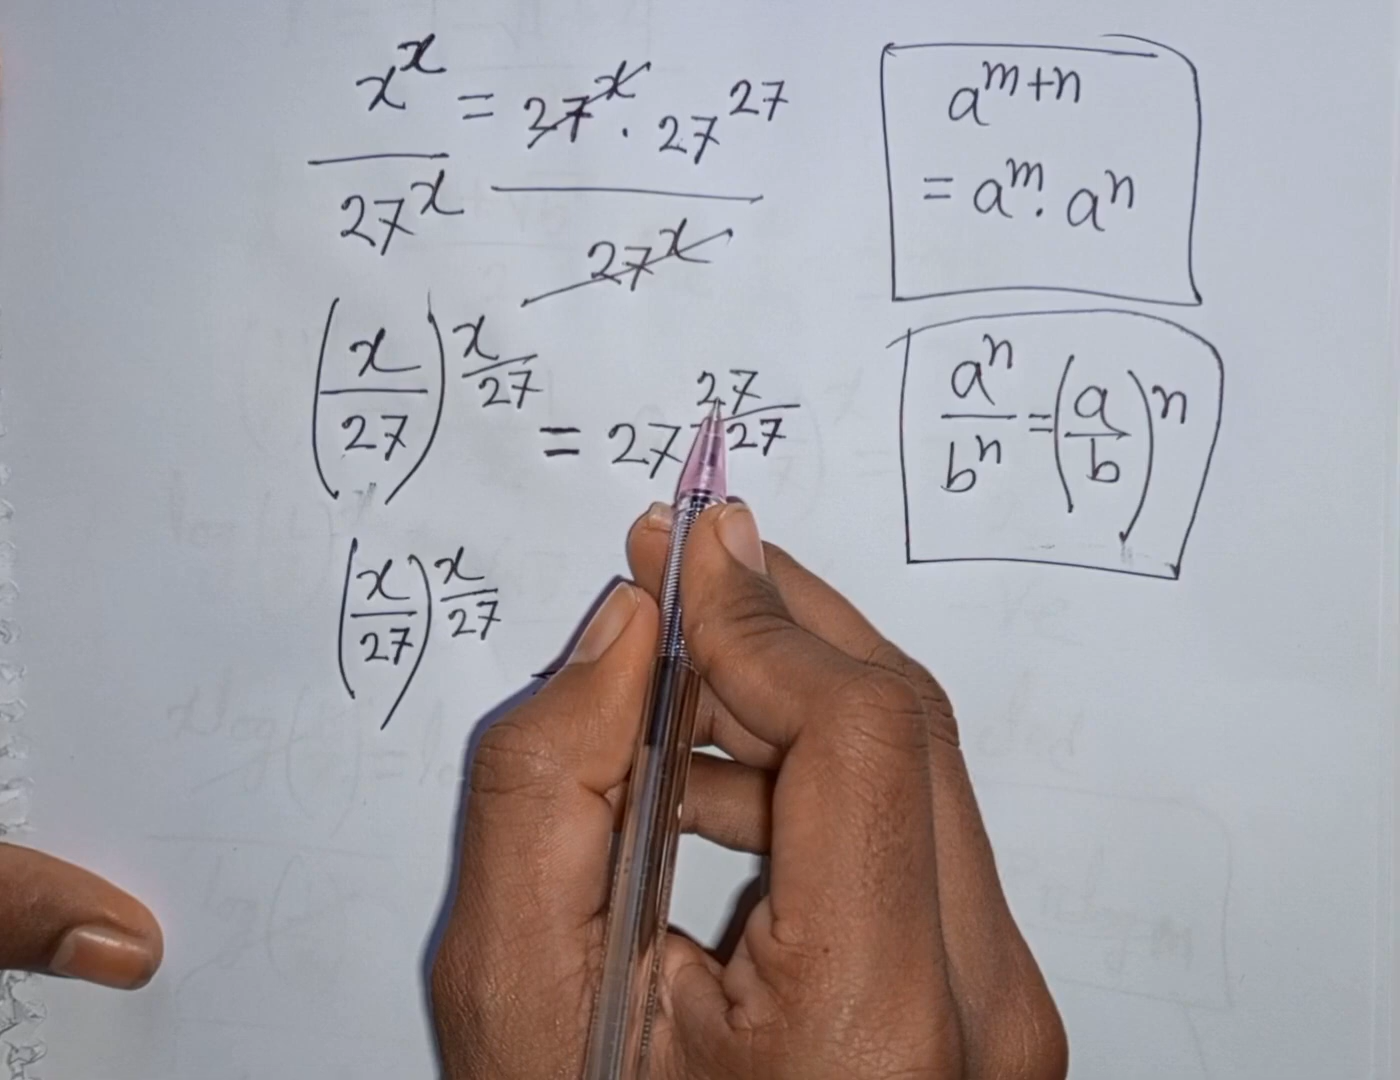 x^x / 27^x = 27^x · 27^27 / 27^x
(x/27)^(x/27) = 27^(27/27)
(x/27)^(x/27)
a^(m+n)
= a^m · a^n
a^n / b^n = (a/b)^n